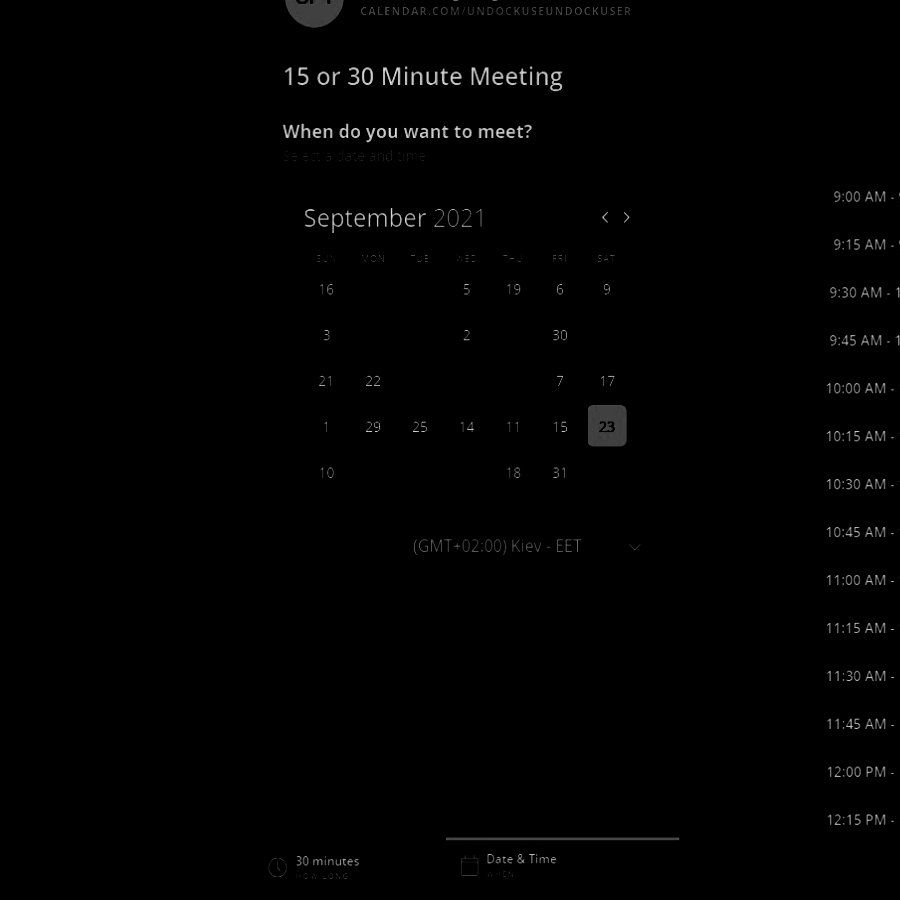 CALENDAR.COM/UNDOCKUSEUNDOCKUSER
15 or 30 Minute Meeting
When do you want to meet?
Select a date and time
September 2021
SUN MON TUE WED THU FRI SAT
16 5 19 6 9
3 2 30
21 22 7 17
1 29 25 14 11 15 23
10 18 31
(GMT+02:00) Kiev - EET
9:00 AM -
9:15 AM -
9:30 AM - 1
9:45 AM - 1
10:00 AM -
10:15 AM -
10:30 AM -
10:45 AM -
11:00 AM -
11:15 AM -
11:30 AM -
11:45 AM -
12:00 PM -
12:15 PM -
30 minutes
HOW LONG
Date & Time
WHEN